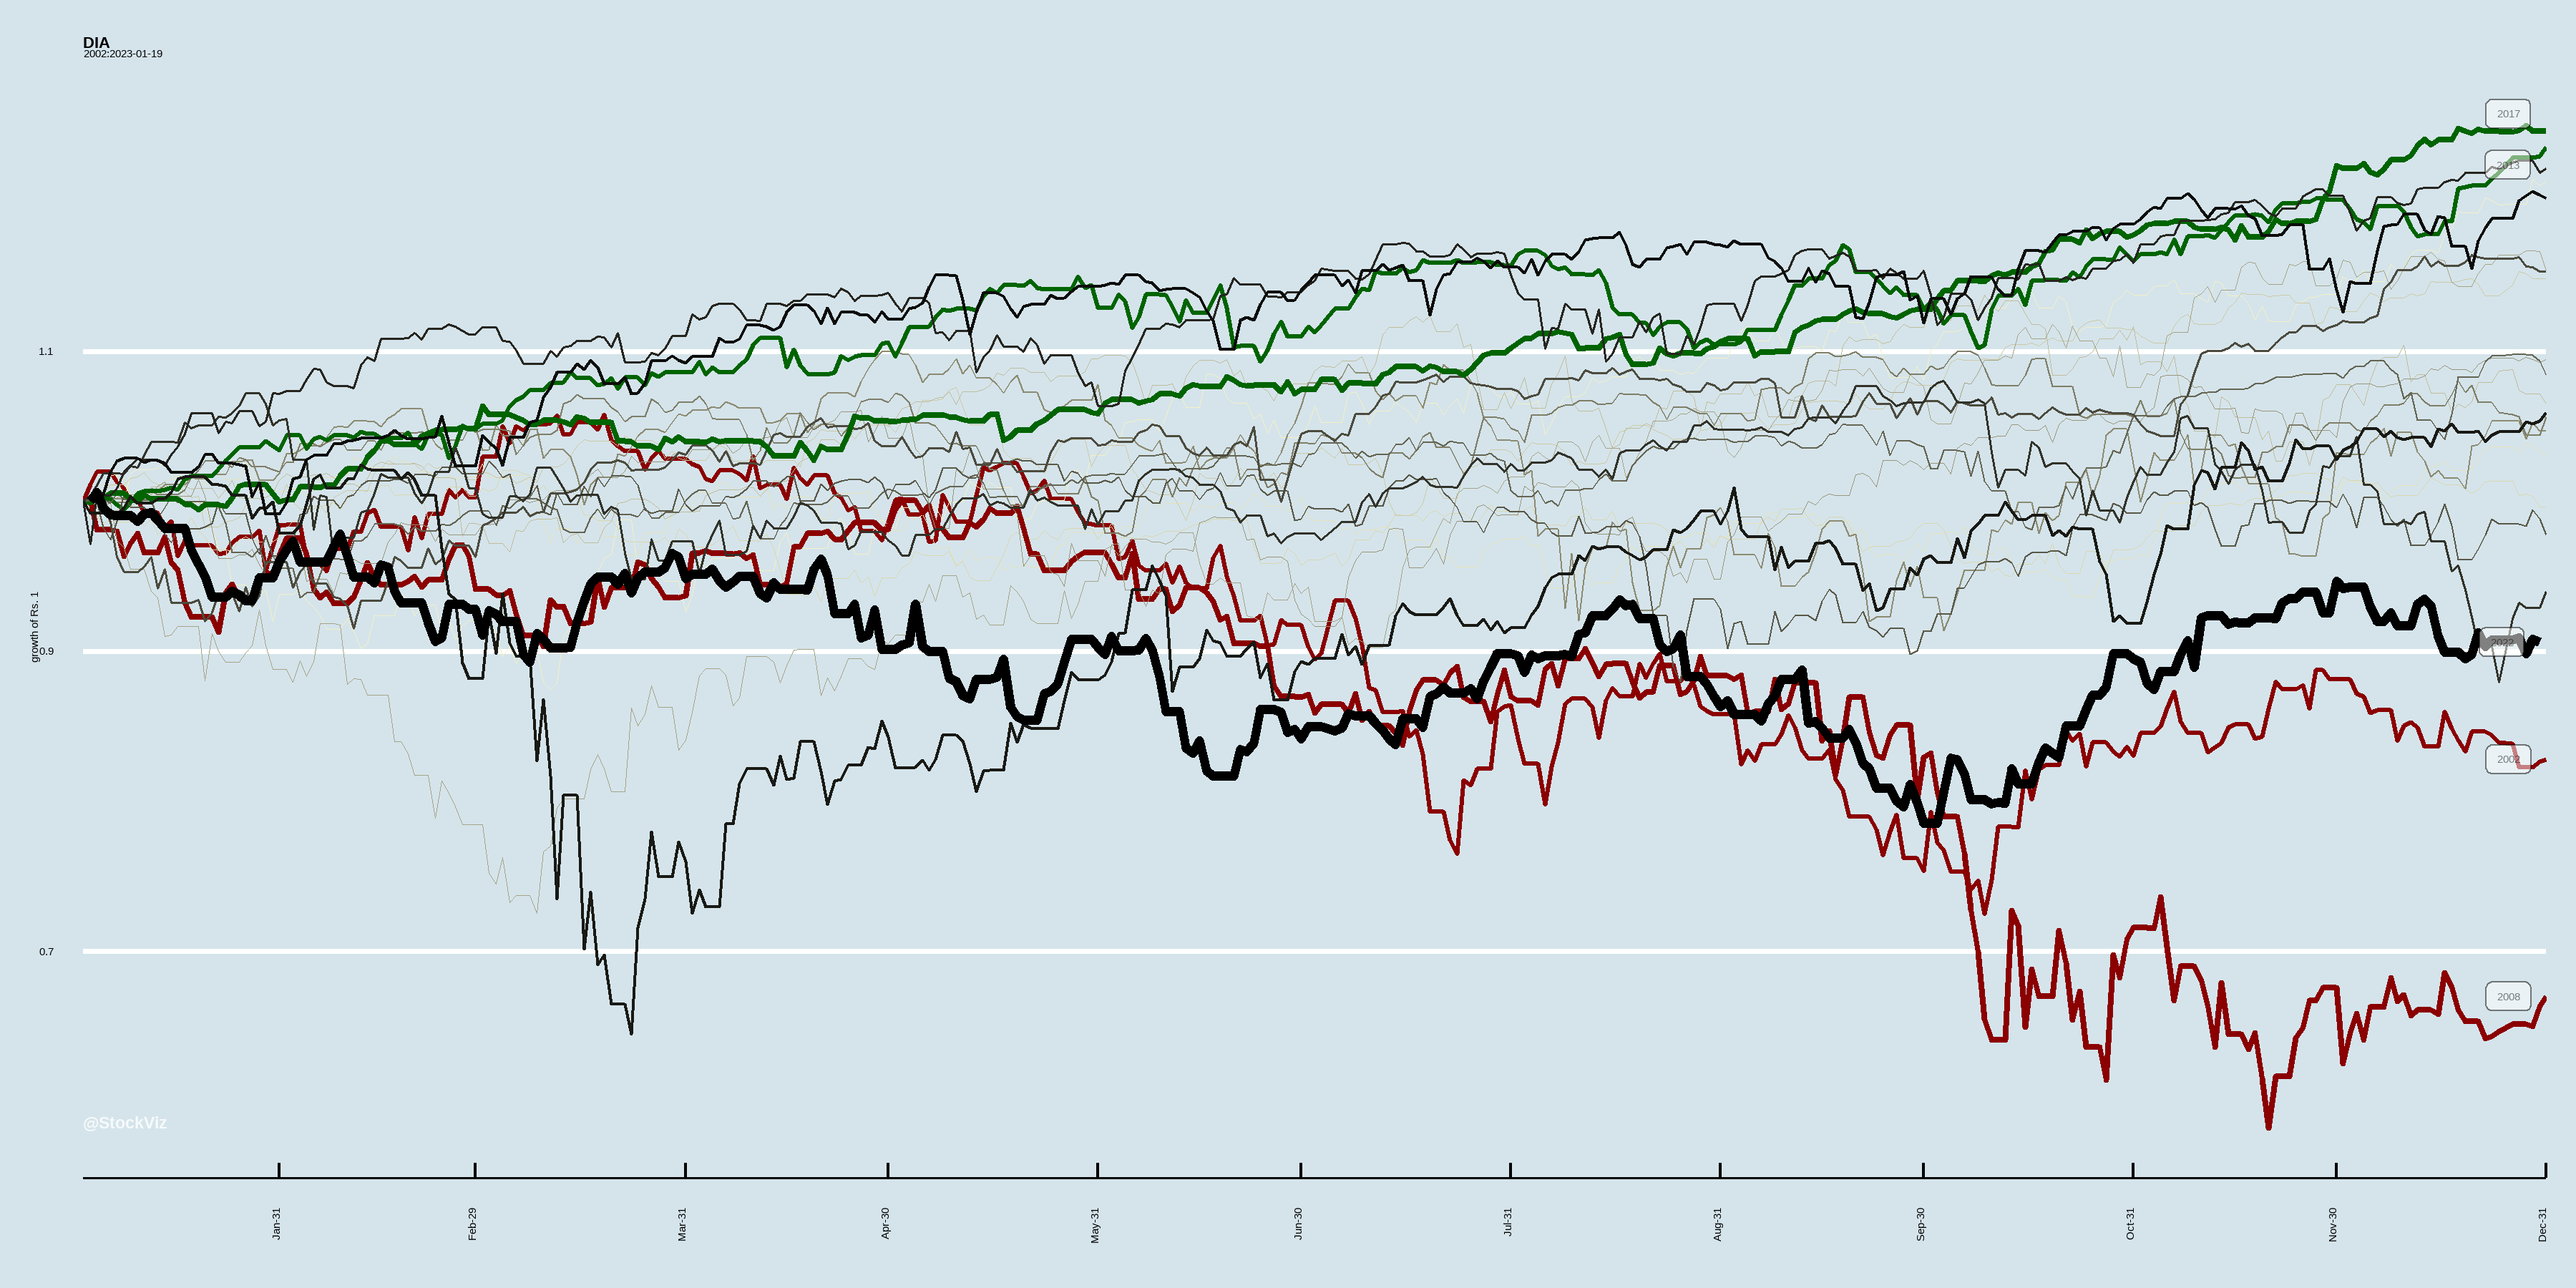 DIA
2002:2023-01-19
2017
2013
1.1
growth of Rs. 1
0.9
2022
2002
0.7
2008
@StockViz
Jan-31
Feb-29
Mar-31
Apr-30
May-31
Jun-30
Jul-31
Aug-31
Sep-30
Oct-31
Nov-30
Dec-31